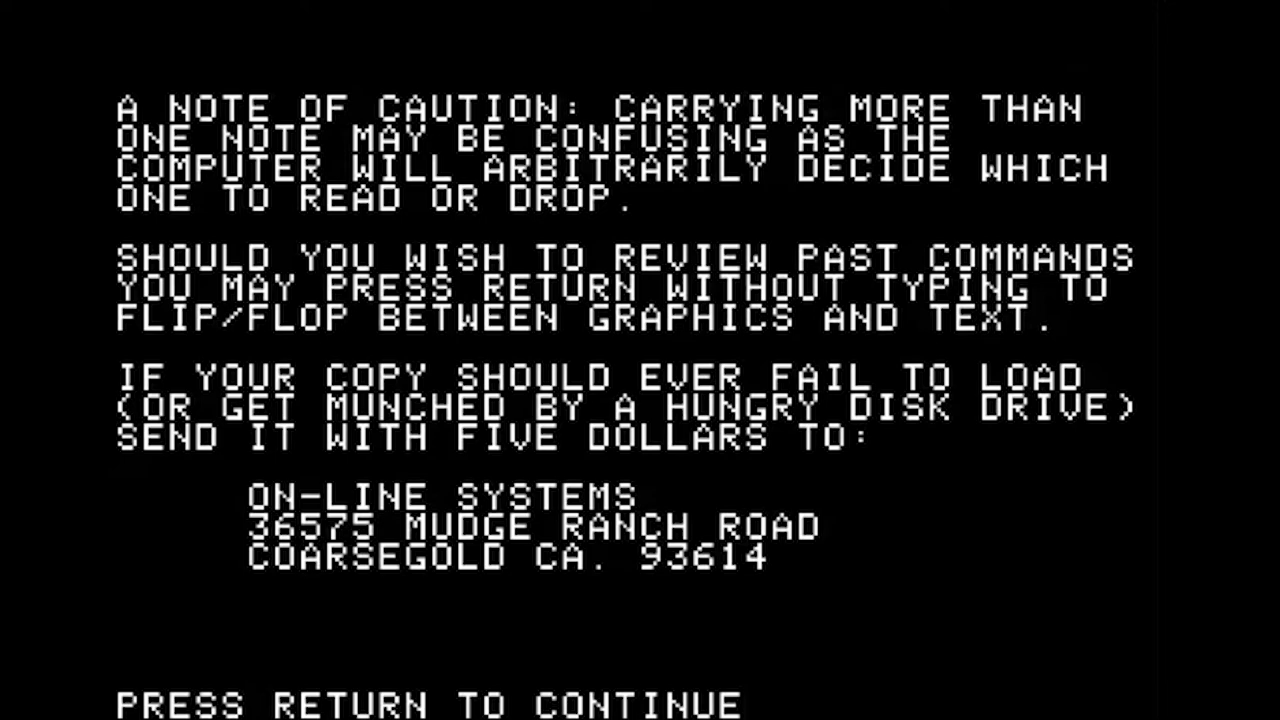 A NOTE OF CAUTION: CARRYING MORE THAN
ONE NOTE MAY BE CONFUSING AS THE
COMPUTER WILL ARBITRARILY DECIDE WHICH
ONE TO READ OR DROP.
SHOULD YOU WISH TO REVIEW PAST COMMANDS
YOU MAY PRESS RETURN WITHOUT TYPING TO
FLIP/FLOP BETWEEN GRAPHICS AND TEXT.
IF YOUR COPY SHOULD EVER FAIL TO LOAD
(OR GET MUNCHED BY A HUNGRY DISK DRIVE)
SEND IT WITH FIVE DOLLARS TO:
ON-LINE SYSTEMS
36575 MUDGE RANCH ROAD
COARSEGOLD CA. 93614
PRESS RETURN TO CONTINUE